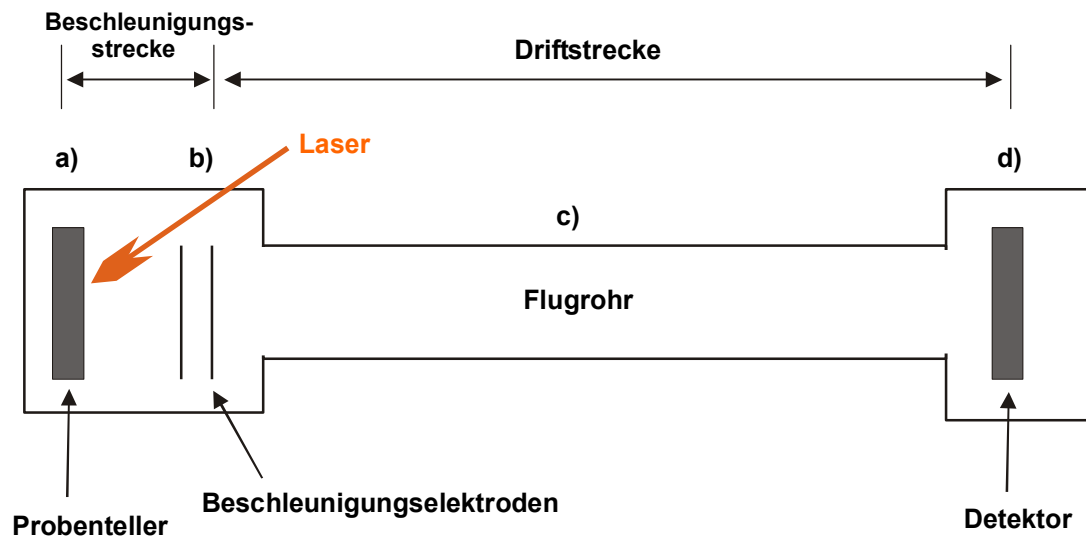 Beschleunigungs-
strecke
Driftstrecke
Laser
a)
b)
d)
c)
Flugrohr
Beschleunigungselektroden
Probenteller
Detektor